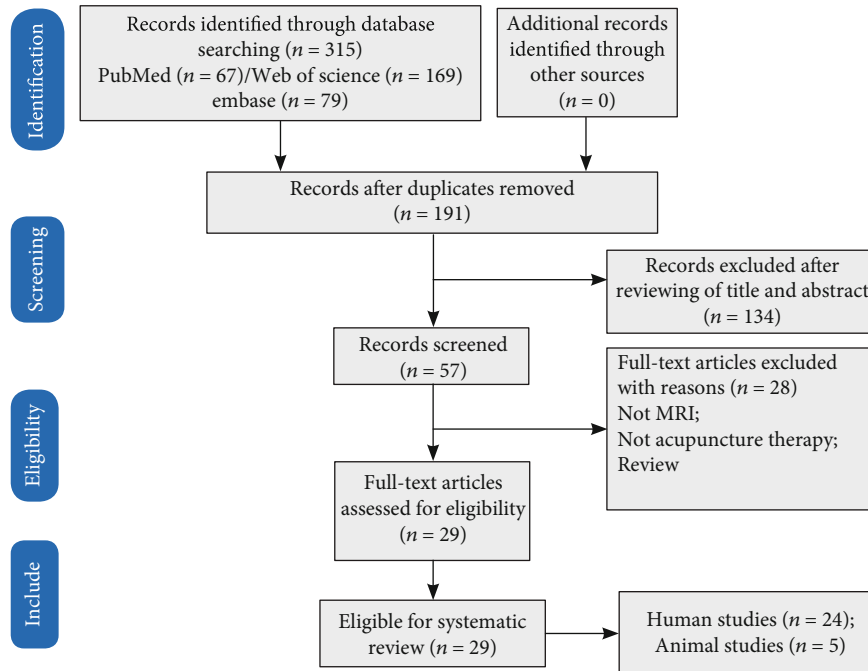 Identification
Records identified through database
searching (n = 315)
PubMed (n = 67)/Web of science (n = 169)
embase (n = 79)
Additional records
identified through
other sources
(n = 0)
Records after duplicates removed
(n = 191)
Screening
Records excluded after
reviewing of title and abstract
(n = 134)
Records screened
(n = 57)
Eligibility
Full-text articles excluded
with reasons (n = 28)
Not MRI;
Not acupuncture therapy;
Review
Full-text articles
assessed for eligibility
(n = 29)
Include
Eligible for systematic
review (n = 29)
Human studies (n = 24);
Animal studies (n = 5)